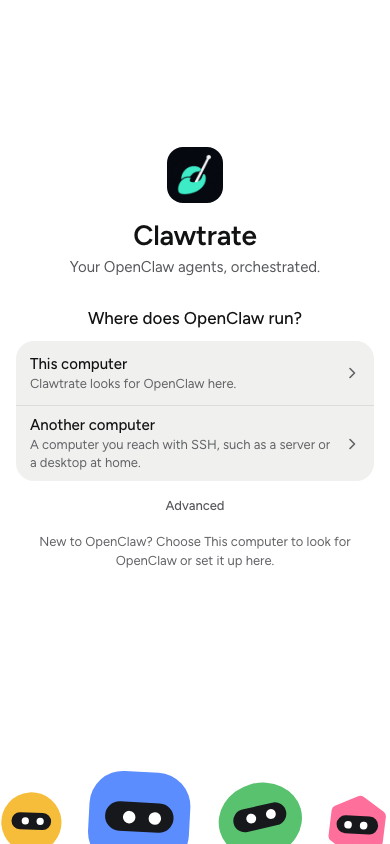 Clawtrate
Your OpenClaw agents, orchestrated.
Where does OpenClaw run?
This computer
Clawtrate looks for OpenClaw here.
Another computer
A computer you reach with SSH, such as a server or
a desktop at home.
Advanced
New to OpenClaw? Choose This computer to look for
OpenClaw or set it up here.